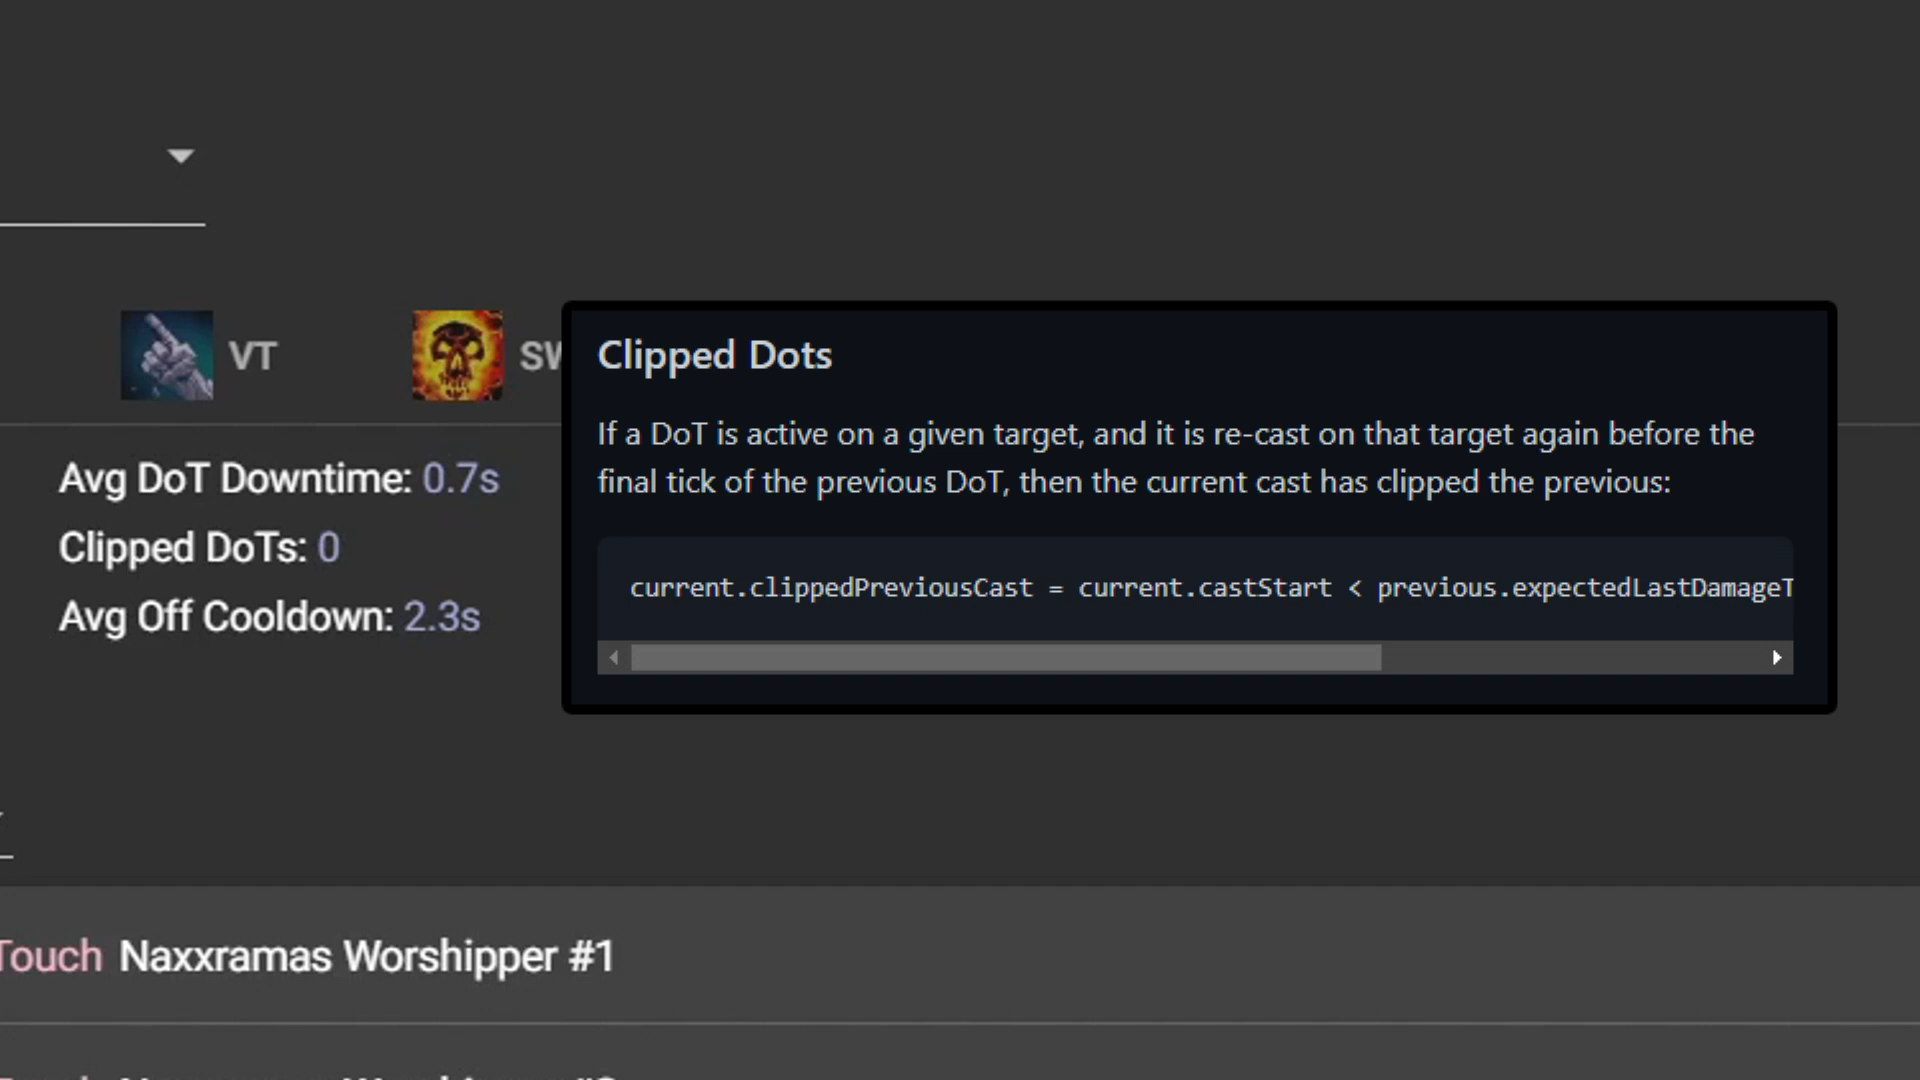 VT
SW
Clipped Dots
If a DoT is active on a given target, and it is re-cast on that target again before the
final tick of the previous DoT, then the current cast has clipped the previous:
current.clippedPreviousCast = current.castStart < previous.expectedLastDamageT
Avg DoT Downtime: 0.7s
Clipped DoTs: 0
Avg Off Cooldown: 2.3s
Touch Naxxramas Worshipper #1